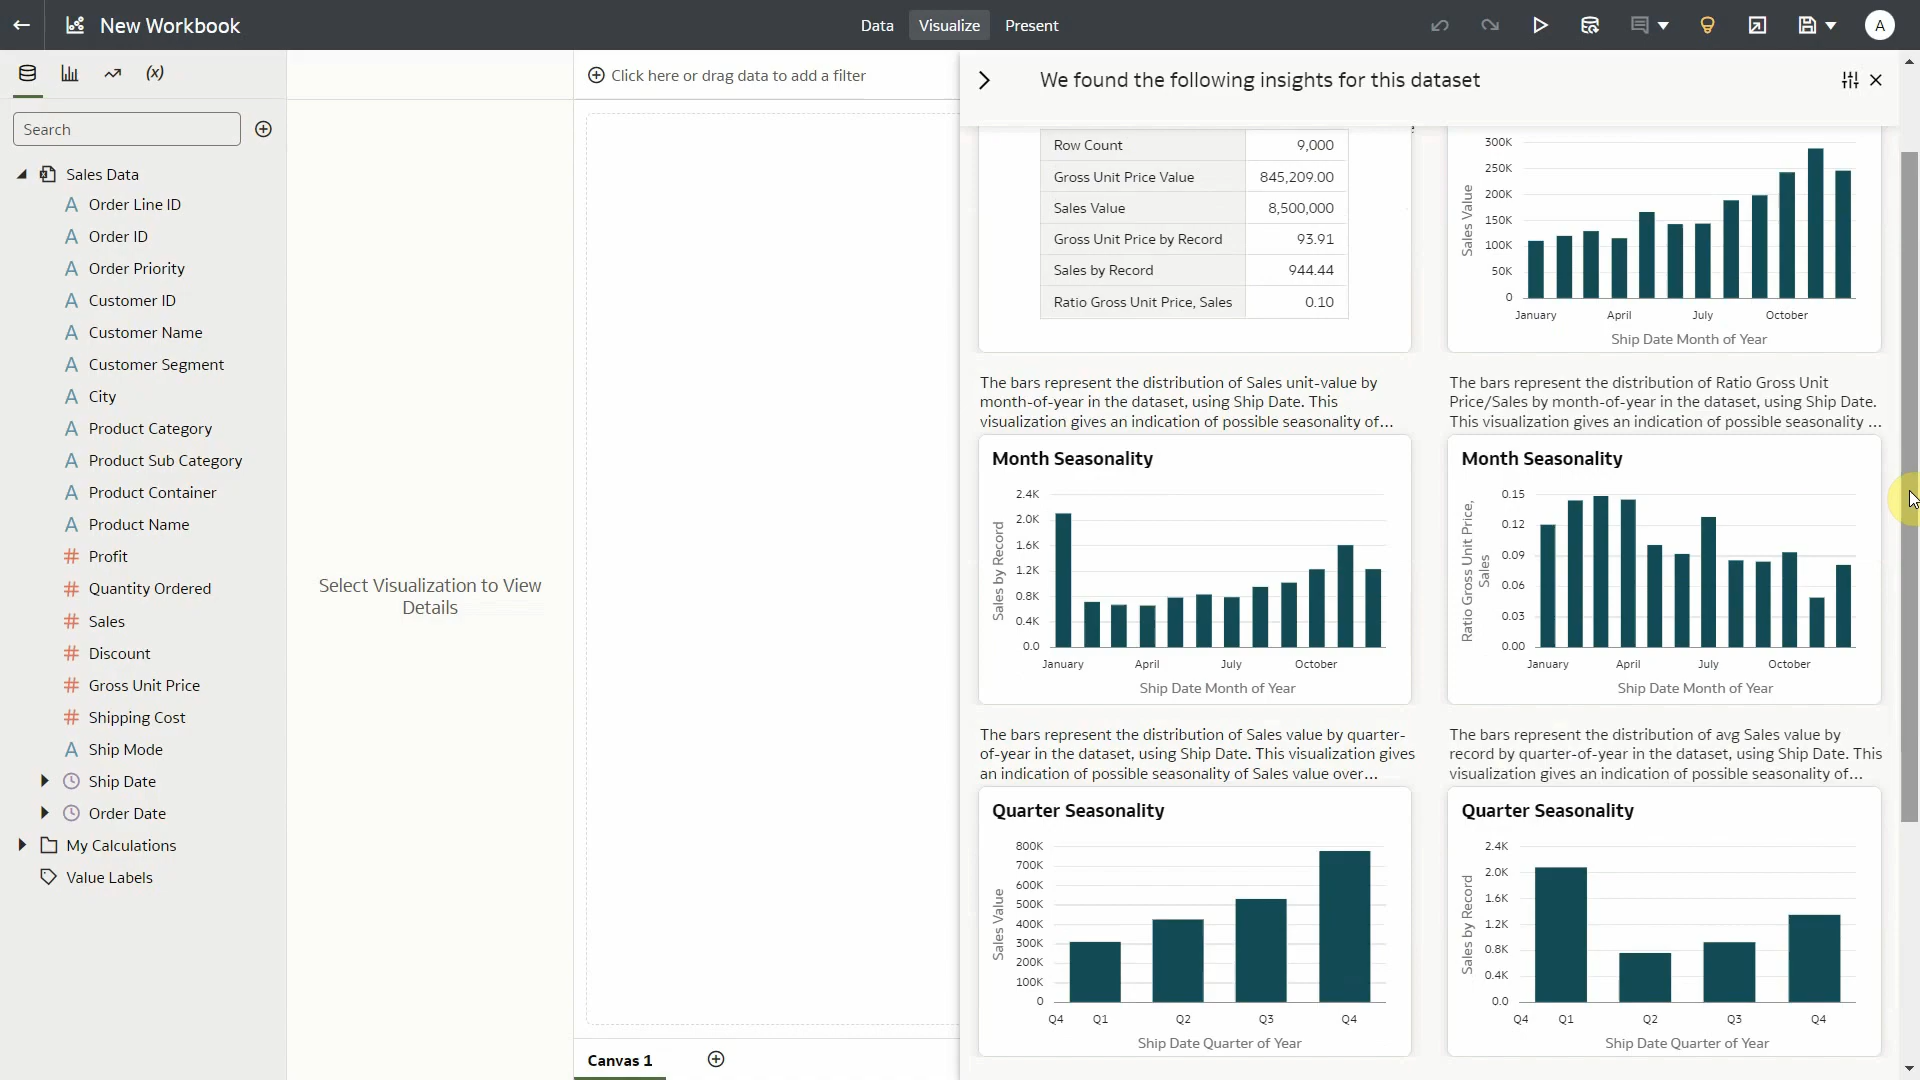 New Workbook
Data Visualize Present
A
(x)
Click here or drag data to add a filter
We found the following insights for this dataset
Search
Sales Data
A Order Line ID
A Order ID
A Order Priority
A Customer ID
A Customer Name
A Customer Segment
A City
A Product Category
A Product Sub Category
A Product Container
A Product Name
# Profit
# Quantity Ordered
# Sales
# Discount
# Gross Unit Price
# Shipping Cost
A Ship Mode
Ship Date
Order Date
My Calculations
Value Labels
Select Visualization to View
Details
Canvas 1
Row Count 9,000
Gross Unit Price Value 845,209.00
Sales Value 8,500,000
Gross Unit Price by Record 93.91
Sales by Record 944.44
Ratio Gross Unit Price, Sales 0.10
Sales Value
300K
250K
200K
150K
100K
50K
0
January April July October
Ship Date Month of Year
The bars represent the distribution of Sales unit-value by
month-of-year in the dataset, using Ship Date. This
visualization gives an indication of possible seasonality of...
Month Seasonality
Sales by Record
2.4K
2.0K
1.6K
1.2K
0.8K
0.4K
0.0
January April July October
Ship Date Month of Year
The bars represent the distribution of Ratio Gross Unit
Price/Sales by month-of-year in the dataset, using Ship Date.
This visualization gives an indication of possible seasonality ...
Month Seasonality
Ratio Gross Unit Price,
Sales
0.15
0.12
0.09
0.06
0.03
0.00
January April July October
Ship Date Month of Year
The bars represent the distribution of Sales value by quarter-
of-year in the dataset, using Ship Date. This visualization gives
an indication of possible seasonality of Sales value over...
Quarter Seasonality
Sales Value
800K
700K
600K
500K
400K
300K
200K
100K
0
Q4 Q1 Q2 Q3 Q4
Ship Date Quarter of Year
The bars represent the distribution of avg Sales value by
record by quarter-of-year in the dataset, using Ship Date. This
visualization gives an indication of possible seasonality of...
Quarter Seasonality
Sales by Record
2.4K
2.0K
1.6K
1.2K
0.8K
0.4K
0.0
Q4 Q1 Q2 Q3 Q4
Ship Date Quarter of Year